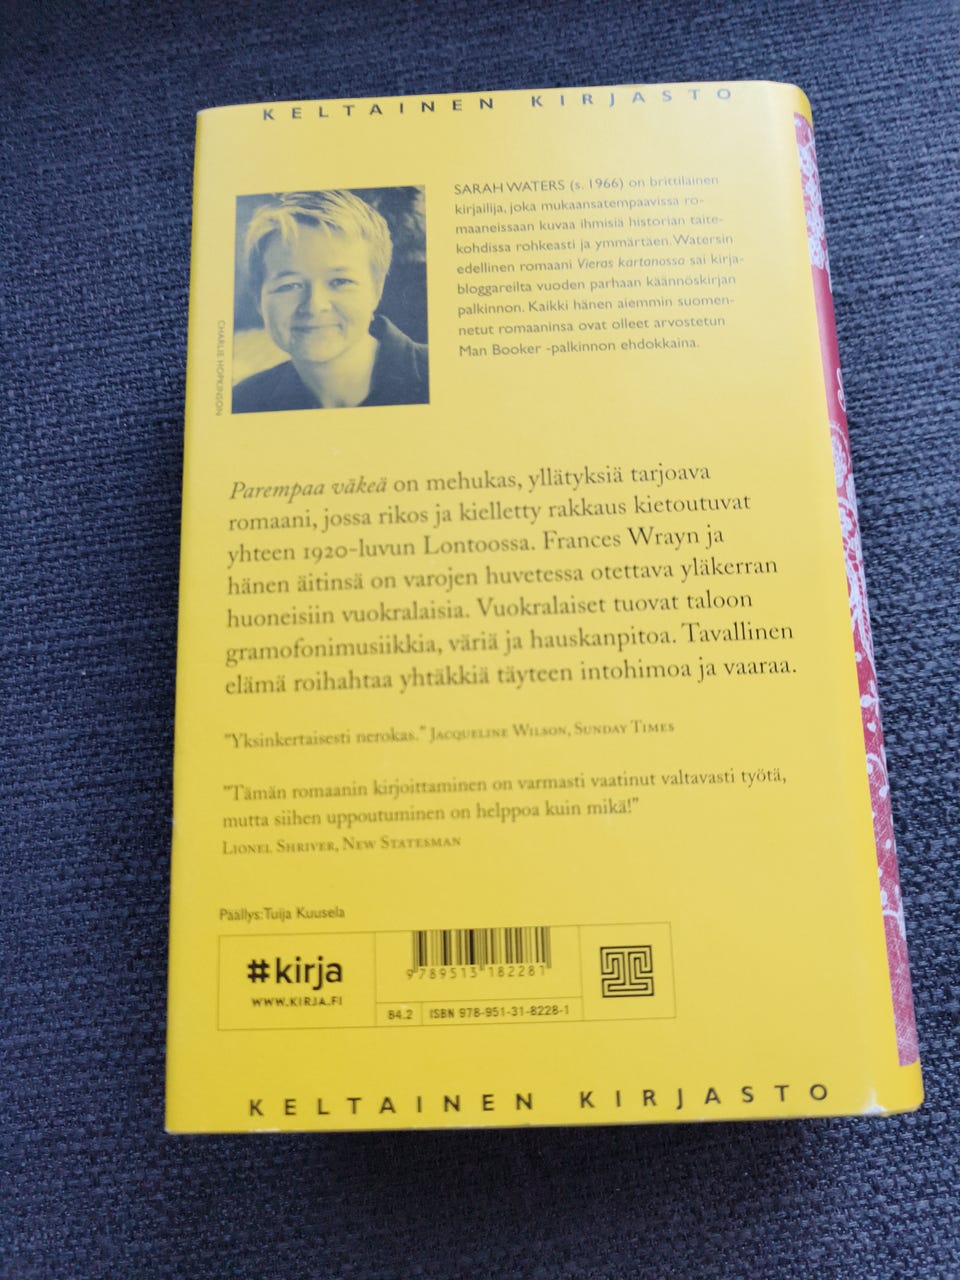 KELTAINEN KIRJASTO
SARAH WATERS (s. 1966) on brittiläinen
kirjailija, joka mukaansatempaavissa ro-
maaneissaan kuvaa ihmisiä historian taite-
kohdissa rohkeasti ja ymmärtäen. Watersin
edellinen romaani Vieras kartanossa sai kirja-
bloggareilta vuoden parhaan käännöskirjan
palkinnon. Kaikki hänen aiemmin suomen-
netut romaaninsa ovat olleet arvostetun
Man Booker -palkinnon ehdokkaina.
CHARLIE HOPKINSON
Parempaa väkeä on mehukas, yllätyksiä tarjoava
romaani, jossa rikos ja kielletty rakkaus kietoutuvat
yhteen 1920-luvun Lontoossa. Frances Wrayn ja
hänen äitinsä on varojen huvetessa otettava yläkerran
huoneisiin vuokralaisia. Vuokralaiset tuovat taloon
gramofonimusiikkia, väriä ja hauskanpitoa. Tavallinen
elämä roihahtaa yhtäkkiä täyteen intohimoa ja vaaraa.
"Yksinkertaisesti nerokas." JACQUELINE WILSON, SUNDAY TIMES
"Tämän romaanin kirjoittaminen on varmasti vaatinut valtavasti työtä,
mutta siihen uppoutuminen on helppoa kuin mikä!"
LIONEL SHRIVER, NEW STATESMAN
Päällys: Tuija Kuusela
#kirja
WWW.KIRJA.FI
9 789513 182281
84.2
ISBN 978-951-31-8228-1
KELTAINEN KIRJASTO